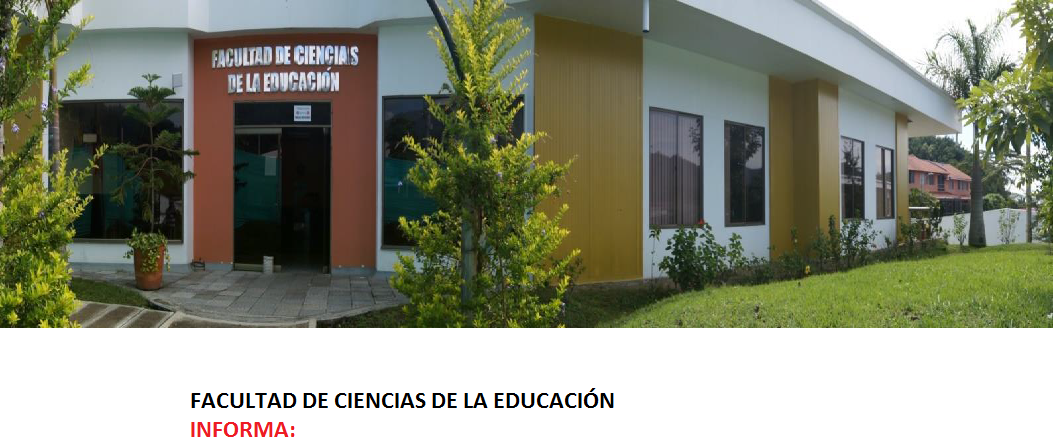 FACULTAD DE CIENCIAS
DE LA EDUCACIÓN
FACULTAD DE CIENCIAS DE LA EDUCACIÓN
INFORMA: